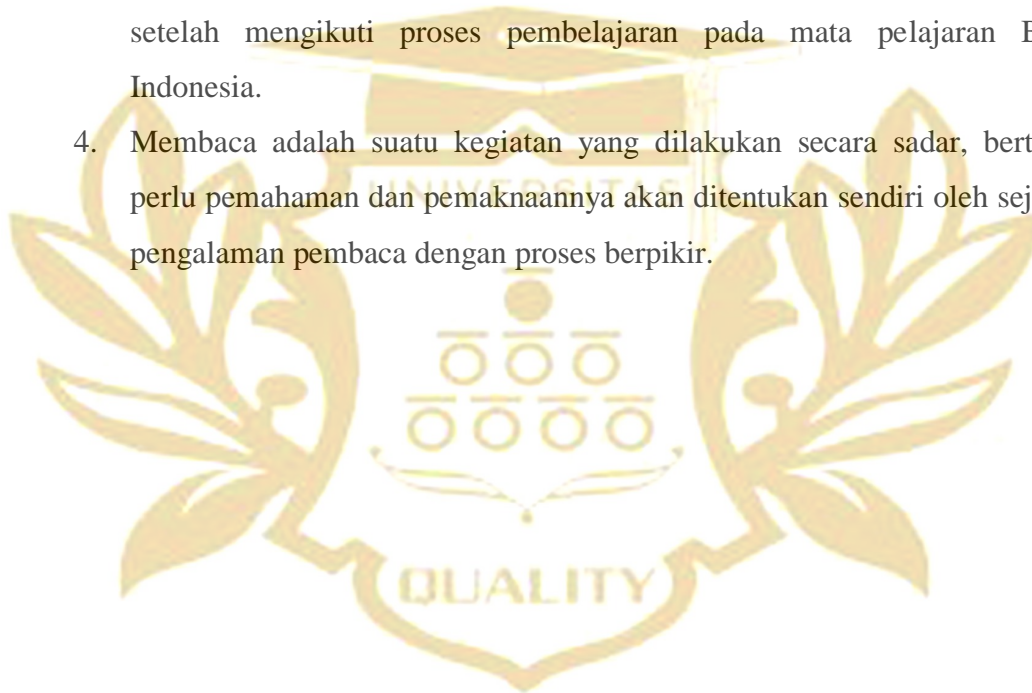 setelah mengikuti proses pembelajaran pada mata pelajaran
Indonesia.
4. Membaca adalah suatu kegiatan yang dilakukan secara sadar,
perlu pemahaman dan pemaknaannya akan ditentukan sendiri oleh
pengalaman pembaca dengan proses berpikir.
UNIVERSITAS
QUALITY